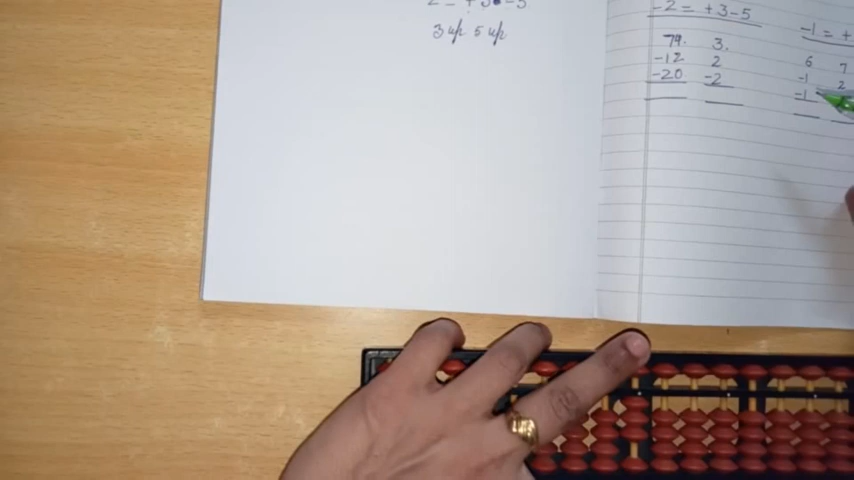 3 up 5 up
-2 = +3-5
79. 3.
-12 2
-20 -2
-1 = +
6 7
-1 2
-1